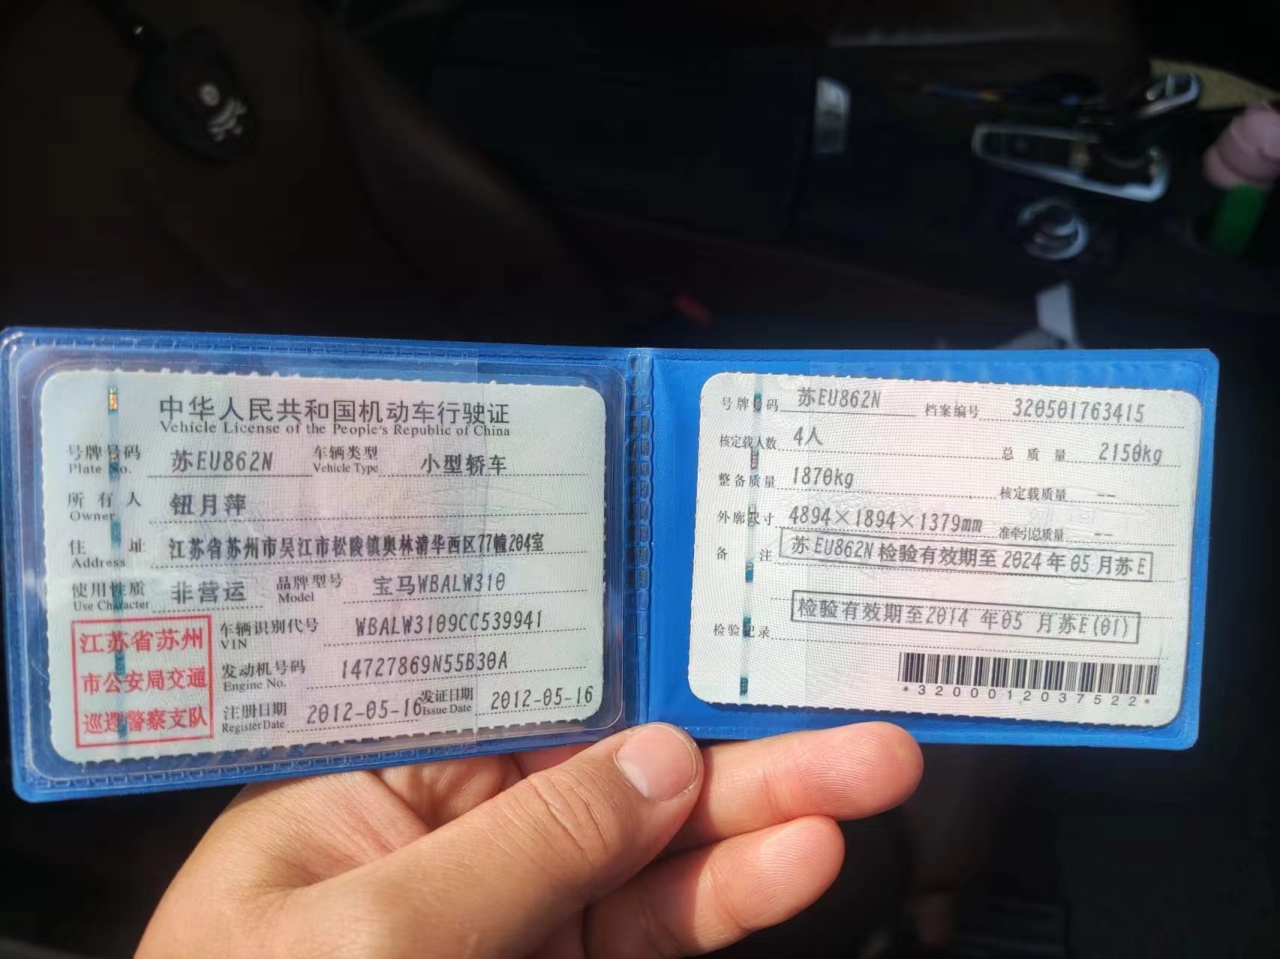 中华人民共和国机动车行驶证
Vehicle License of the People's Republic of China
号牌号码 苏EU862N 车辆类型 小型轿车
Plate No. Vehicle Type
所有人 钮月萍
Owner
住址 江苏省苏州市吴江市松陵镇奥林清华西区77幢204室
Address
使用性质 非营运 品牌型号 宝马WBALW310
Use Character Model
江苏省苏州
市公安局交通
巡逻警察支队
车辆识别代号 WBALW3109CC539941
VIN
发动机号码 14727869N55B30A
Engine No.
注册日期 2012-05-16 发证日期 2012-05-16
Register Date Issue Date
号牌号码 苏EU862N 档案编号 320501763415
核定载人数 4人 总质量 2150kg
整备质量 1870kg 核定载质量 --
外廓尺寸 4894×1894×1379mm 准牵引总质量 --
备注 苏EU862N检验有效期至2024年05月苏E
检验有效期至2014年05月苏E(01)
检验记录
*3200012037522*